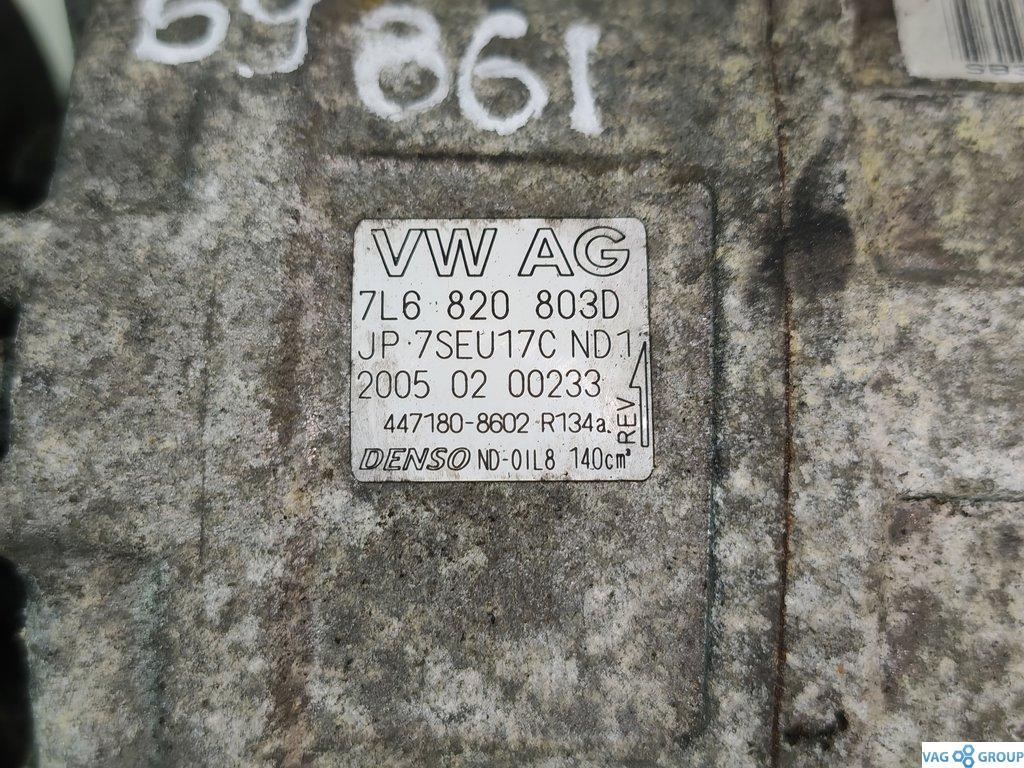 861
VW AG
7L6 820 803D
JP 7SEU17C ND1
2005 02 00233
447180-8602 R134a
REV
DENSO ND-OIL8 140cm³
VAG GROUP